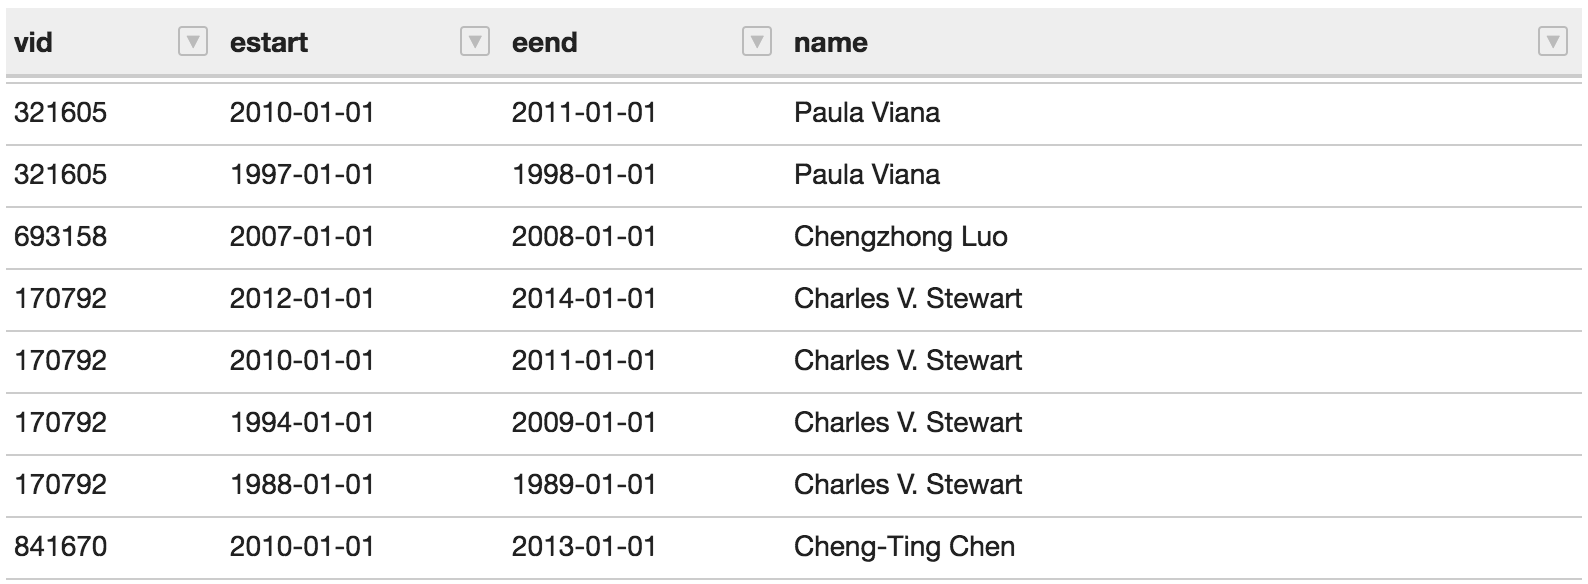 vid estart eend name
321605 2010-01-01 2011-01-01 Paula Viana
321605 1997-01-01 1998-01-01 Paula Viana
693158 2007-01-01 2008-01-01 Chengzhong Luo
170792 2012-01-01 2014-01-01 Charles V. Stewart
170792 2010-01-01 2011-01-01 Charles V. Stewart
170792 1994-01-01 2009-01-01 Charles V. Stewart
170792 1988-01-01 1989-01-01 Charles V. Stewart
841670 2010-01-01 2013-01-01 Cheng-Ting Chen